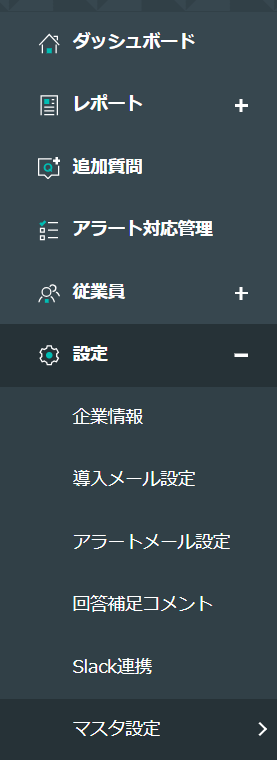 ダッシュボード
レポート
追加質問
アラート対応管理
従業員
設定
企業情報
導入メール設定
アラートメール設定
回答補足コメント
Slack連携
マスタ設定